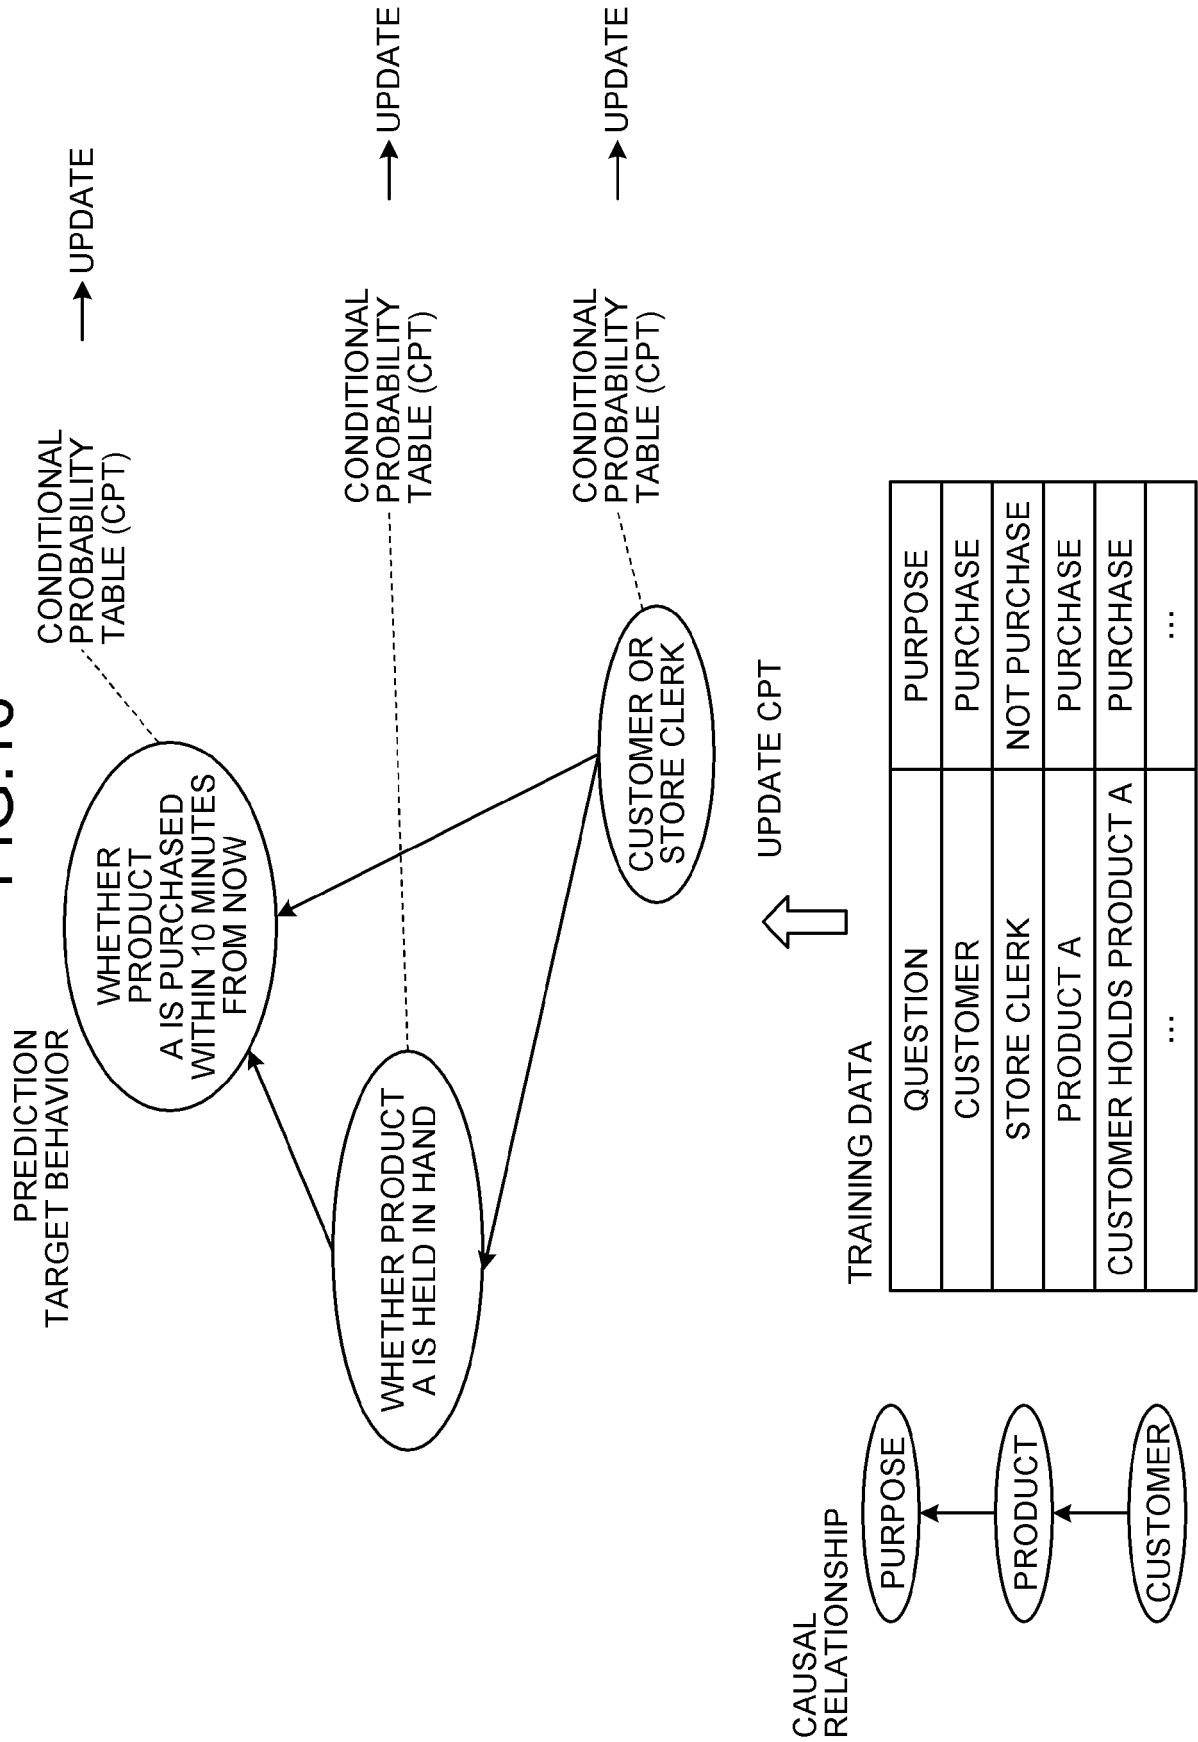 PREDICTION
TARGET BEHAVIOR
WHETHER
PRODUCT
A IS PURCHASED
WITHIN 10 MINUTES
FROM NOW
CONDITIONAL
PROBABILITY
TABLE (CPT)
UPDATE
WHETHER PRODUCT
A IS HELD IN HAND
CONDITIONAL
PROBABILITY
TABLE (CPT)
UPDATE
CUSTOMER OR
STORE CLERK
CONDITIONAL
PROBABILITY
TABLE (CPT)
UPDATE
UPDATE CPT
CAUSAL
RELATIONSHIP
PURPOSE
PRODUCT
CUSTOMER
TRAINING DATA
QUESTION PURPOSE
CUSTOMER PURCHASE
STORE CLERK NOT PURCHASE
PRODUCT A PURCHASE
CUSTOMER HOLDS PRODUCT A PURCHASE
... ...